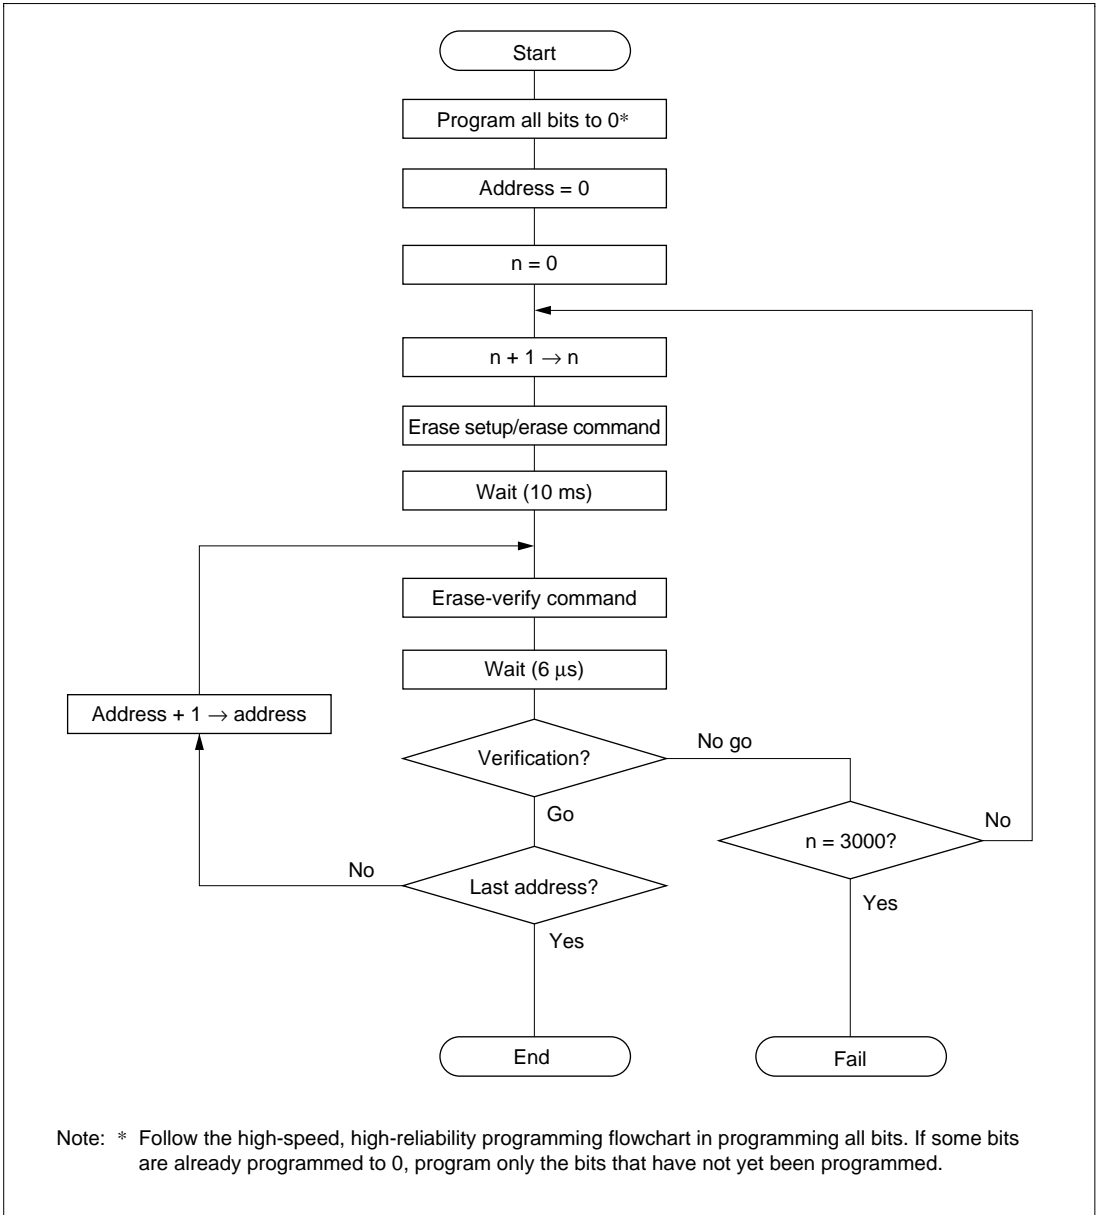 Start
Program all bits to 0*
Address = 0
n = 0
n + 1 → n
Erase setup/erase command
Wait (10 ms)
Erase-verify command
Wait (6 μs)
Address + 1 → address
Verification?
No go
Go
n = 3000?
No
No
Last address?
Yes
Yes
End
Fail
Note: * Follow the high-speed, high-reliability programming flowchart in programming all bits. If some bits
are already programmed to 0, program only the bits that have not yet been programmed.